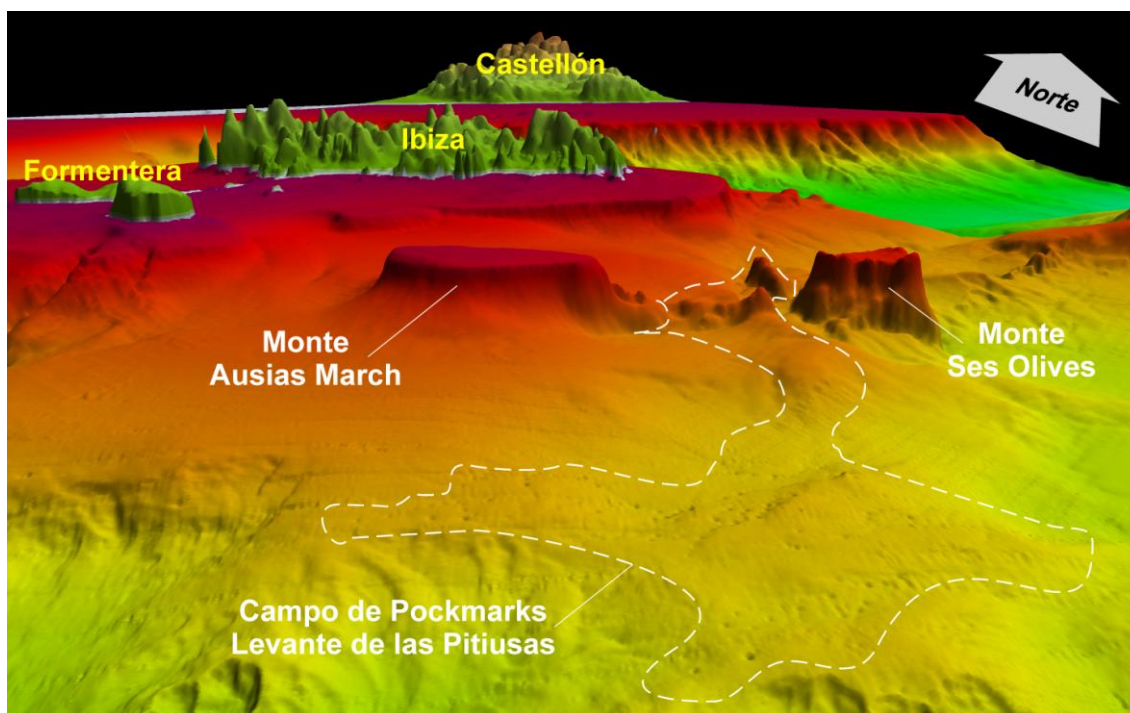 Castellón
Norte
Ibiza
Formentera
Monte
Ausias March
Monte
Ses Olives
Campo de Pockmarks
Levante de las Pitiusas